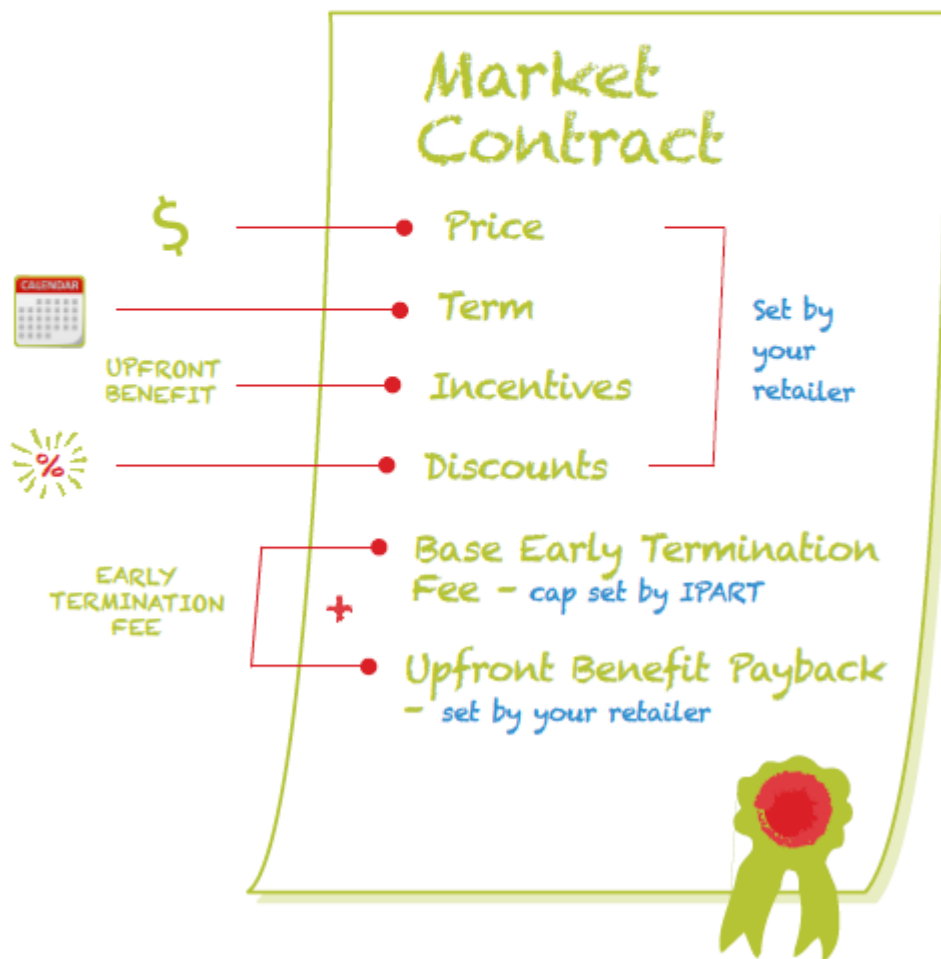 Market
Contract
$
Price
CALENDAR
Term
Set by
your
retailer
UPFRONT
BENEFIT
Incentives
%
Discounts
Base Early Termination
Fee - cap set by IPART
EARLY
TERMINATION
FEE
+
Upfront Benefit Payback
- set by your retailer